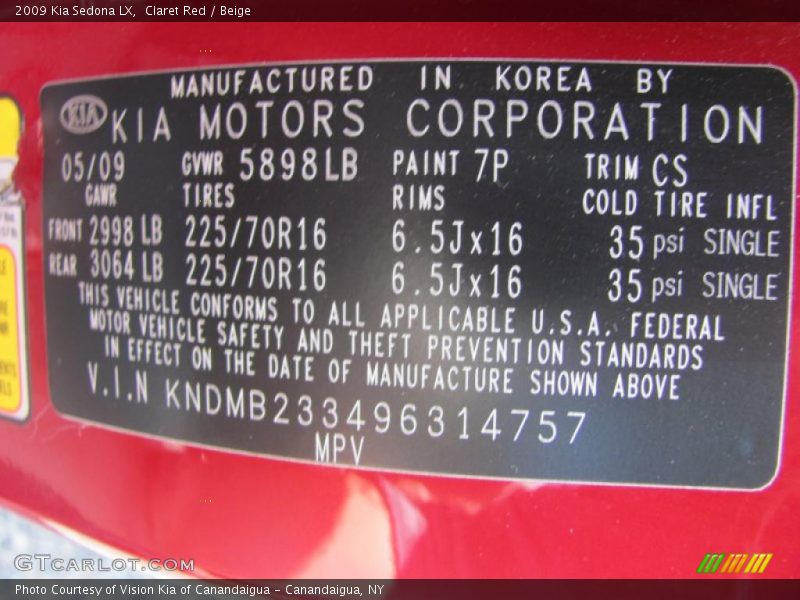 2009 Kia Sedona LX, Claret Red / Beige
MANUFACTURED IN KOREA BY
KIA KIA MOTORS CORPORATION
05/09 GVWR 5898LB PAINT 7P TRIM CS
GAWR TIRES RIMS COLD TIRE INFL
FRONT 2998 LB 225/70R16 6.5Jx16 35 psi SINGLE
REAR 3064 LB 225/70R16 6.5Jx16 35 psi SINGLE
THIS VEHICLE CONFORMS TO ALL APPLICABLE U.S.A. FEDERAL
MOTOR VEHICLE SAFETY AND THEFT PREVENTION STANDARDS
IN EFFECT ON THE DATE OF MANUFACTURE SHOWN ABOVE
V.I.N KNDMB233496314757
MPV
GTCARLOT.COM
Photo Courtesy of Vision Kia of Canandaigua - Canandaigua, NY